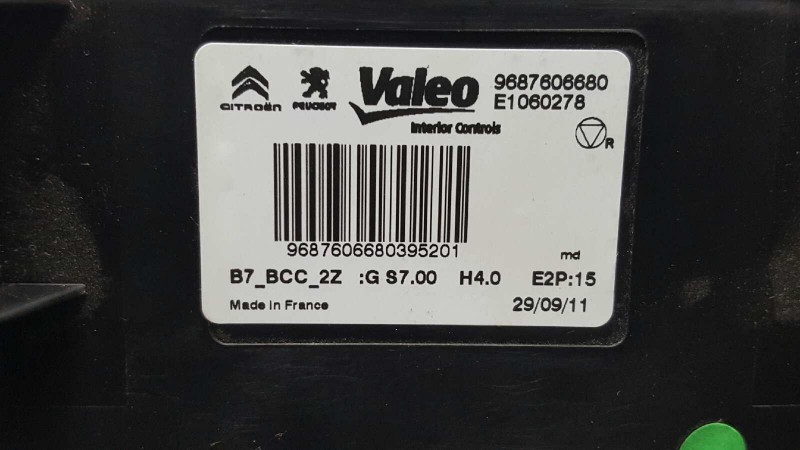 CITROËN PEUGEOT Valeo 9687606680
E1060278
Interior Controls
R
9687606680395201
md
B7_BCC_2Z :G S7.00 H4.0 E2P:15
Made in France 29/09/11